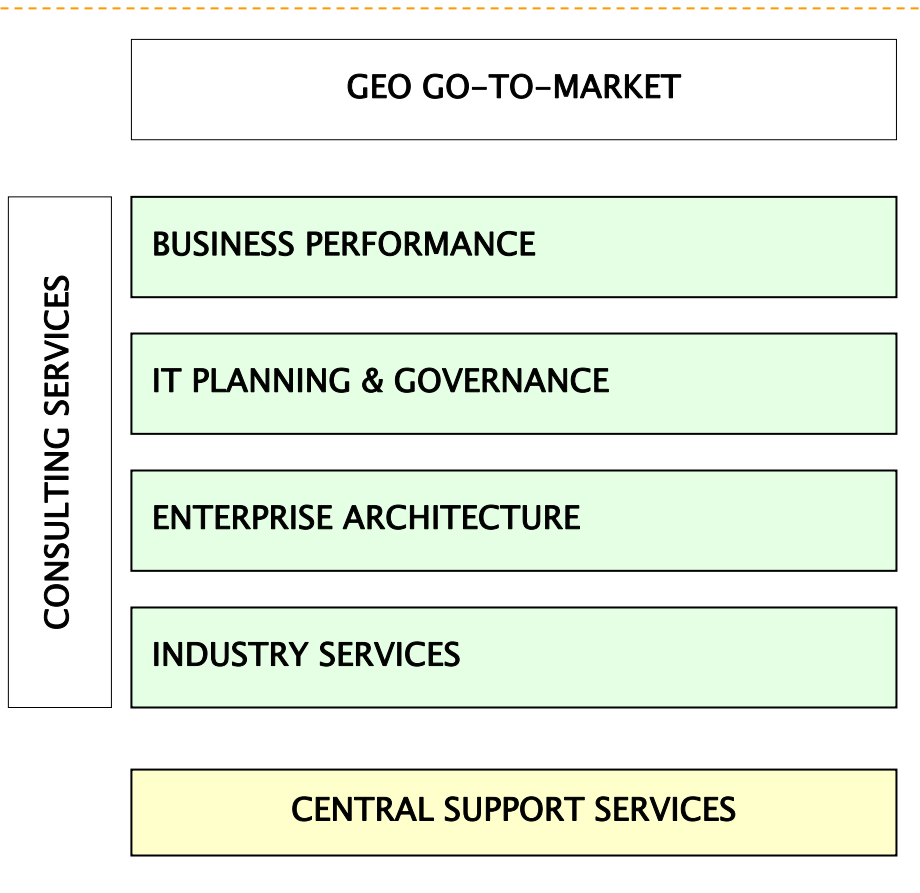 GEO GO-TO-MARKET
CONSULTING SERVICES
BUSINESS PERFORMANCE
IT PLANNING & GOVERNANCE
ENTERPRISE ARCHITECTURE
INDUSTRY SERVICES
CENTRAL SUPPORT SERVICES